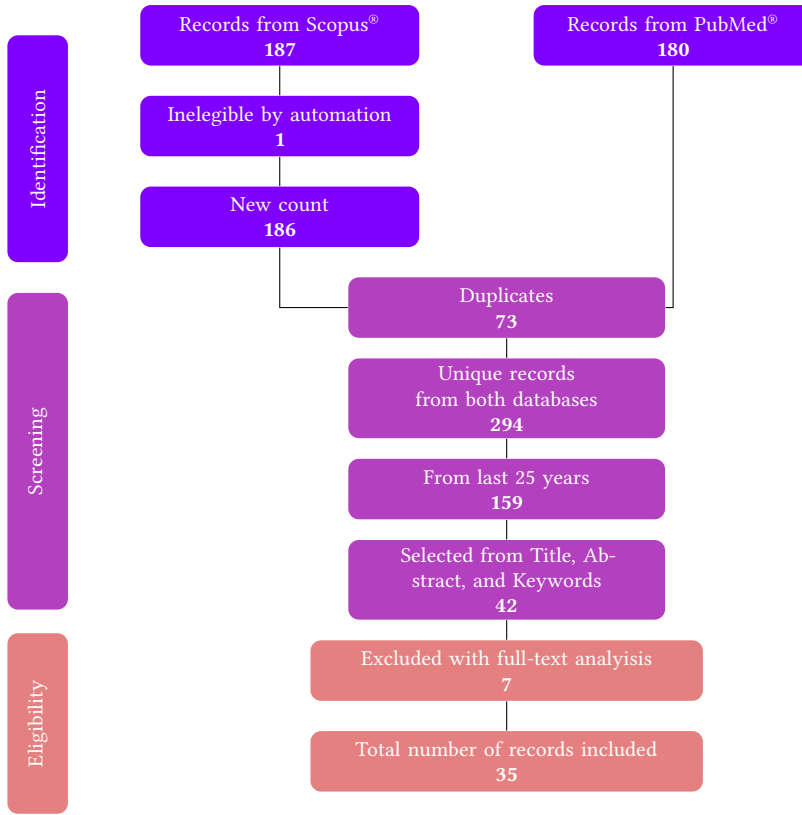 Records from Scopus®
187
Records from PubMed®
180
Identification
Inelegible by automation
1
New count
186
Screening
Duplicates
73
Unique records
from both databases
294
From last 25 years
159
Selected from Title, Ab-
stract, and Keywords
42
Eligibility
Excluded with full-text analyisis
7
Total number of records included
35